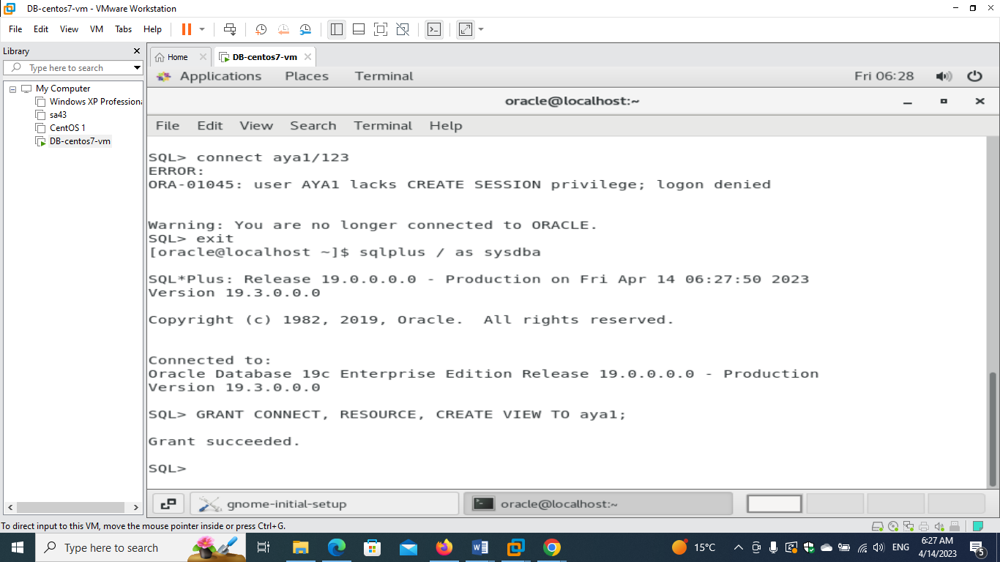 DB-centos7-vm - VMware Workstation
File Edit View VM Tabs Help
Library
Type here to search
My Computer
Windows XP Professiona
sa43
CentOS 1
DB-centos7-vm
Home DB-centos7-vm
Applications Places Terminal Fri 06:28
oracle@localhost:~
File Edit View Search Terminal Help
SQL> connect aya1/123
ERROR:
ORA-01045: user AYA1 lacks CREATE SESSION privilege; logon denied
Warning: You are no longer connected to ORACLE.
SQL> exit
[oracle@localhost ~]$ sqlplus / as sysdba
SQL*Plus: Release 19.0.0.0.0 - Production on Fri Apr 14 06:27:50 2023
Version 19.3.0.0.0
Copyright (c) 1982, 2019, Oracle.  All rights reserved.
Connected to:
Oracle Database 19c Enterprise Edition Release 19.0.0.0.0 - Production
Version 19.3.0.0.0
SQL> GRANT CONNECT, RESOURCE, CREATE VIEW TO aya1;
Grant succeeded.
SQL>
gnome-initial-setup oracle@localhost:~
To direct input to this VM, move the mouse pointer inside or press Ctrl+G.
Type here to search 15°C ENG 6:27 AM
4/14/2023 5